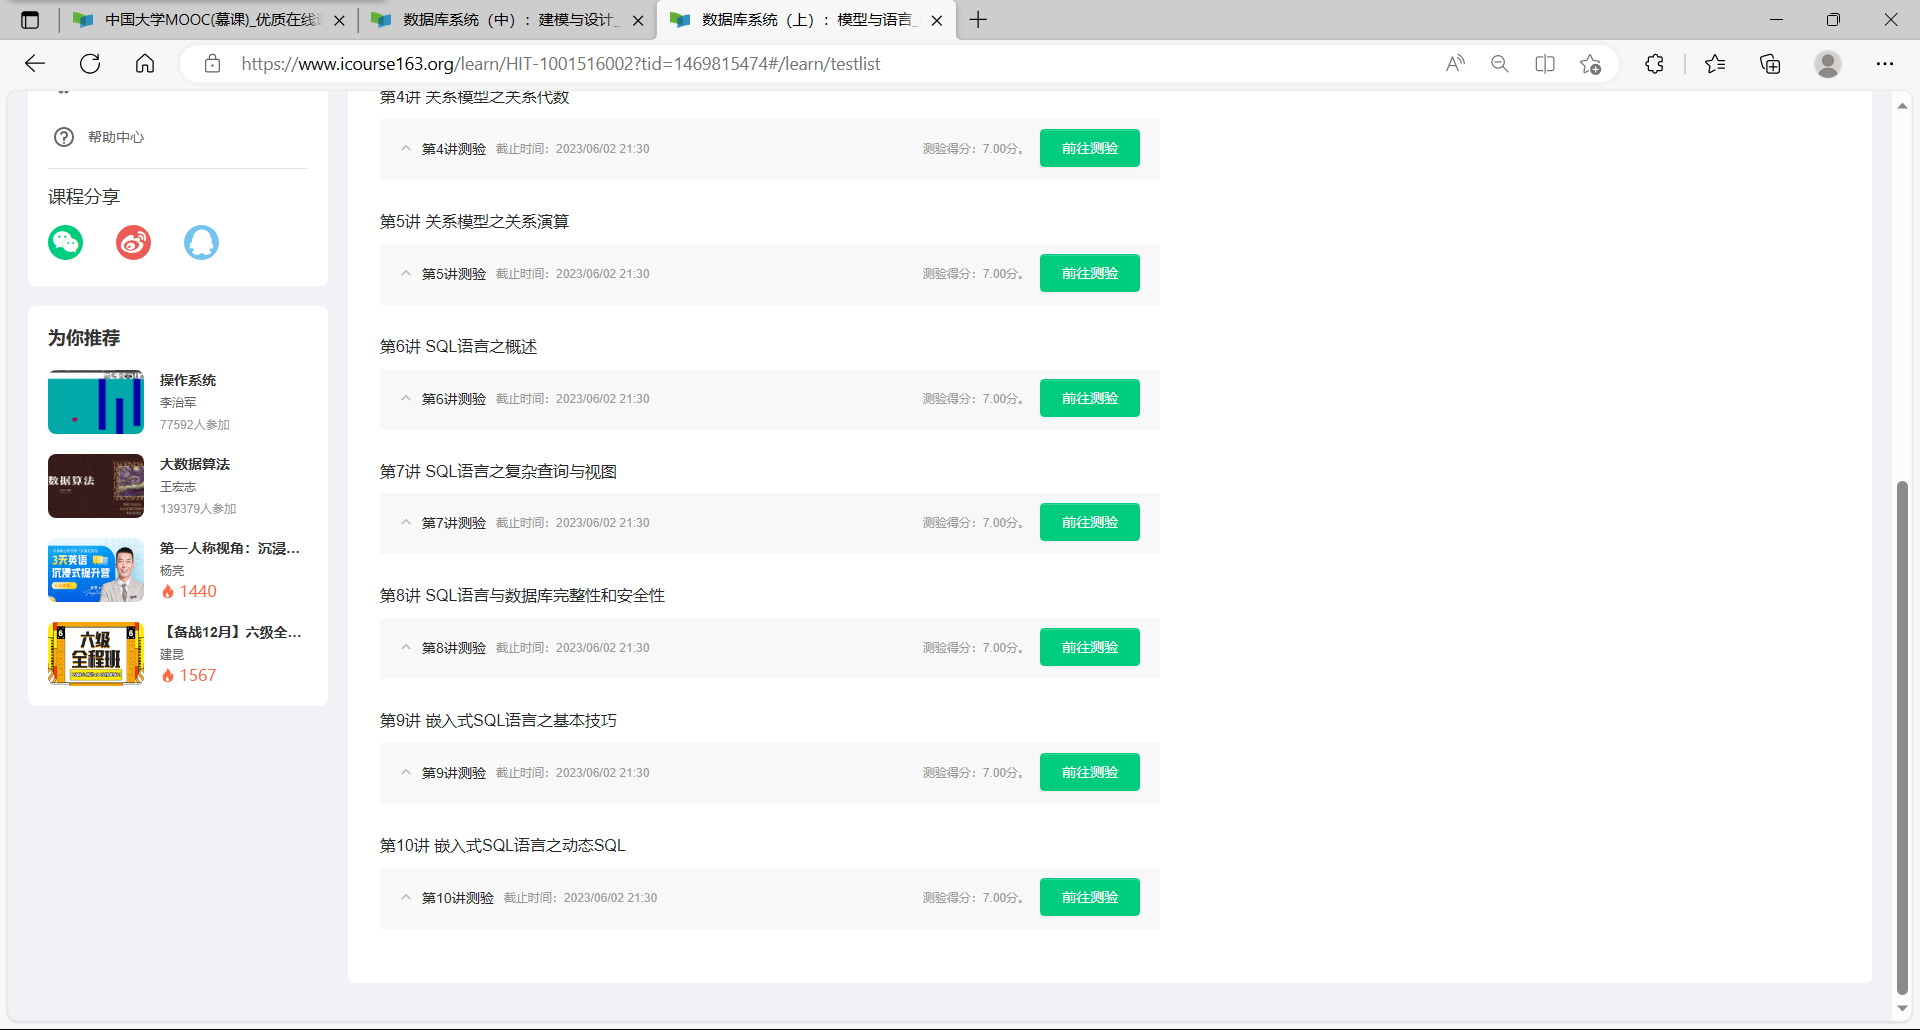 中国大学MOOC(慕课)_优质在线
数据库系统（中）：建模与设计_
数据库系统（上）：模型与语言_
https://www.icourse163.org/learn/HIT-1001516002?tid=1469815474#/learn/testlist
帮助中心
课程分享
为你推荐
操作系统
李治军
77592人参加
数据算法
大数据算法
王宏志
139379人参加
3天英语
沉浸式提升营
第一人称视角：沉浸...
杨亮
1440
六级
全程班
【备战12月】六级全...
建昆
1567
第4讲 关系模型之关系代数
第4讲测验 截止时间：2023/06/02 21:30 测验得分：7.00分。 前往测验
第5讲 关系模型之关系演算
第5讲测验 截止时间：2023/06/02 21:30 测验得分：7.00分。 前往测验
第6讲 SQL语言之概述
第6讲测验 截止时间：2023/06/02 21:30 测验得分：7.00分。 前往测验
第7讲 SQL语言之复杂查询与视图
第7讲测验 截止时间：2023/06/02 21:30 测验得分：7.00分。 前往测验
第8讲 SQL语言与数据库完整性和安全性
第8讲测验 截止时间：2023/06/02 21:30 测验得分：7.00分。 前往测验
第9讲 嵌入式SQL语言之基本技巧
第9讲测验 截止时间：2023/06/02 21:30 测验得分：7.00分。 前往测验
第10讲 嵌入式SQL语言之动态SQL
第10讲测验 截止时间：2023/06/02 21:30 测验得分：7.00分。 前往测验